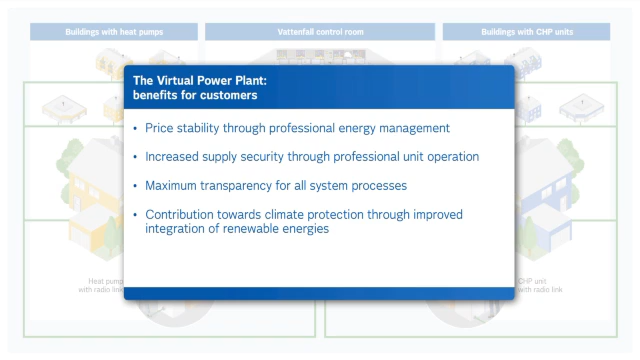 Buildings with heat pumps
Vattenfall control room
Buildings with CHP units
The Virtual Power Plant:
benefits for customers
• Price stability through professional energy management
• Increased supply security through professional unit operation
• Maximum transparency for all system processes
• Contribution towards climate protection through improved
integration of renewable energies
Heat pump
with radio link
CHP unit
with radio link